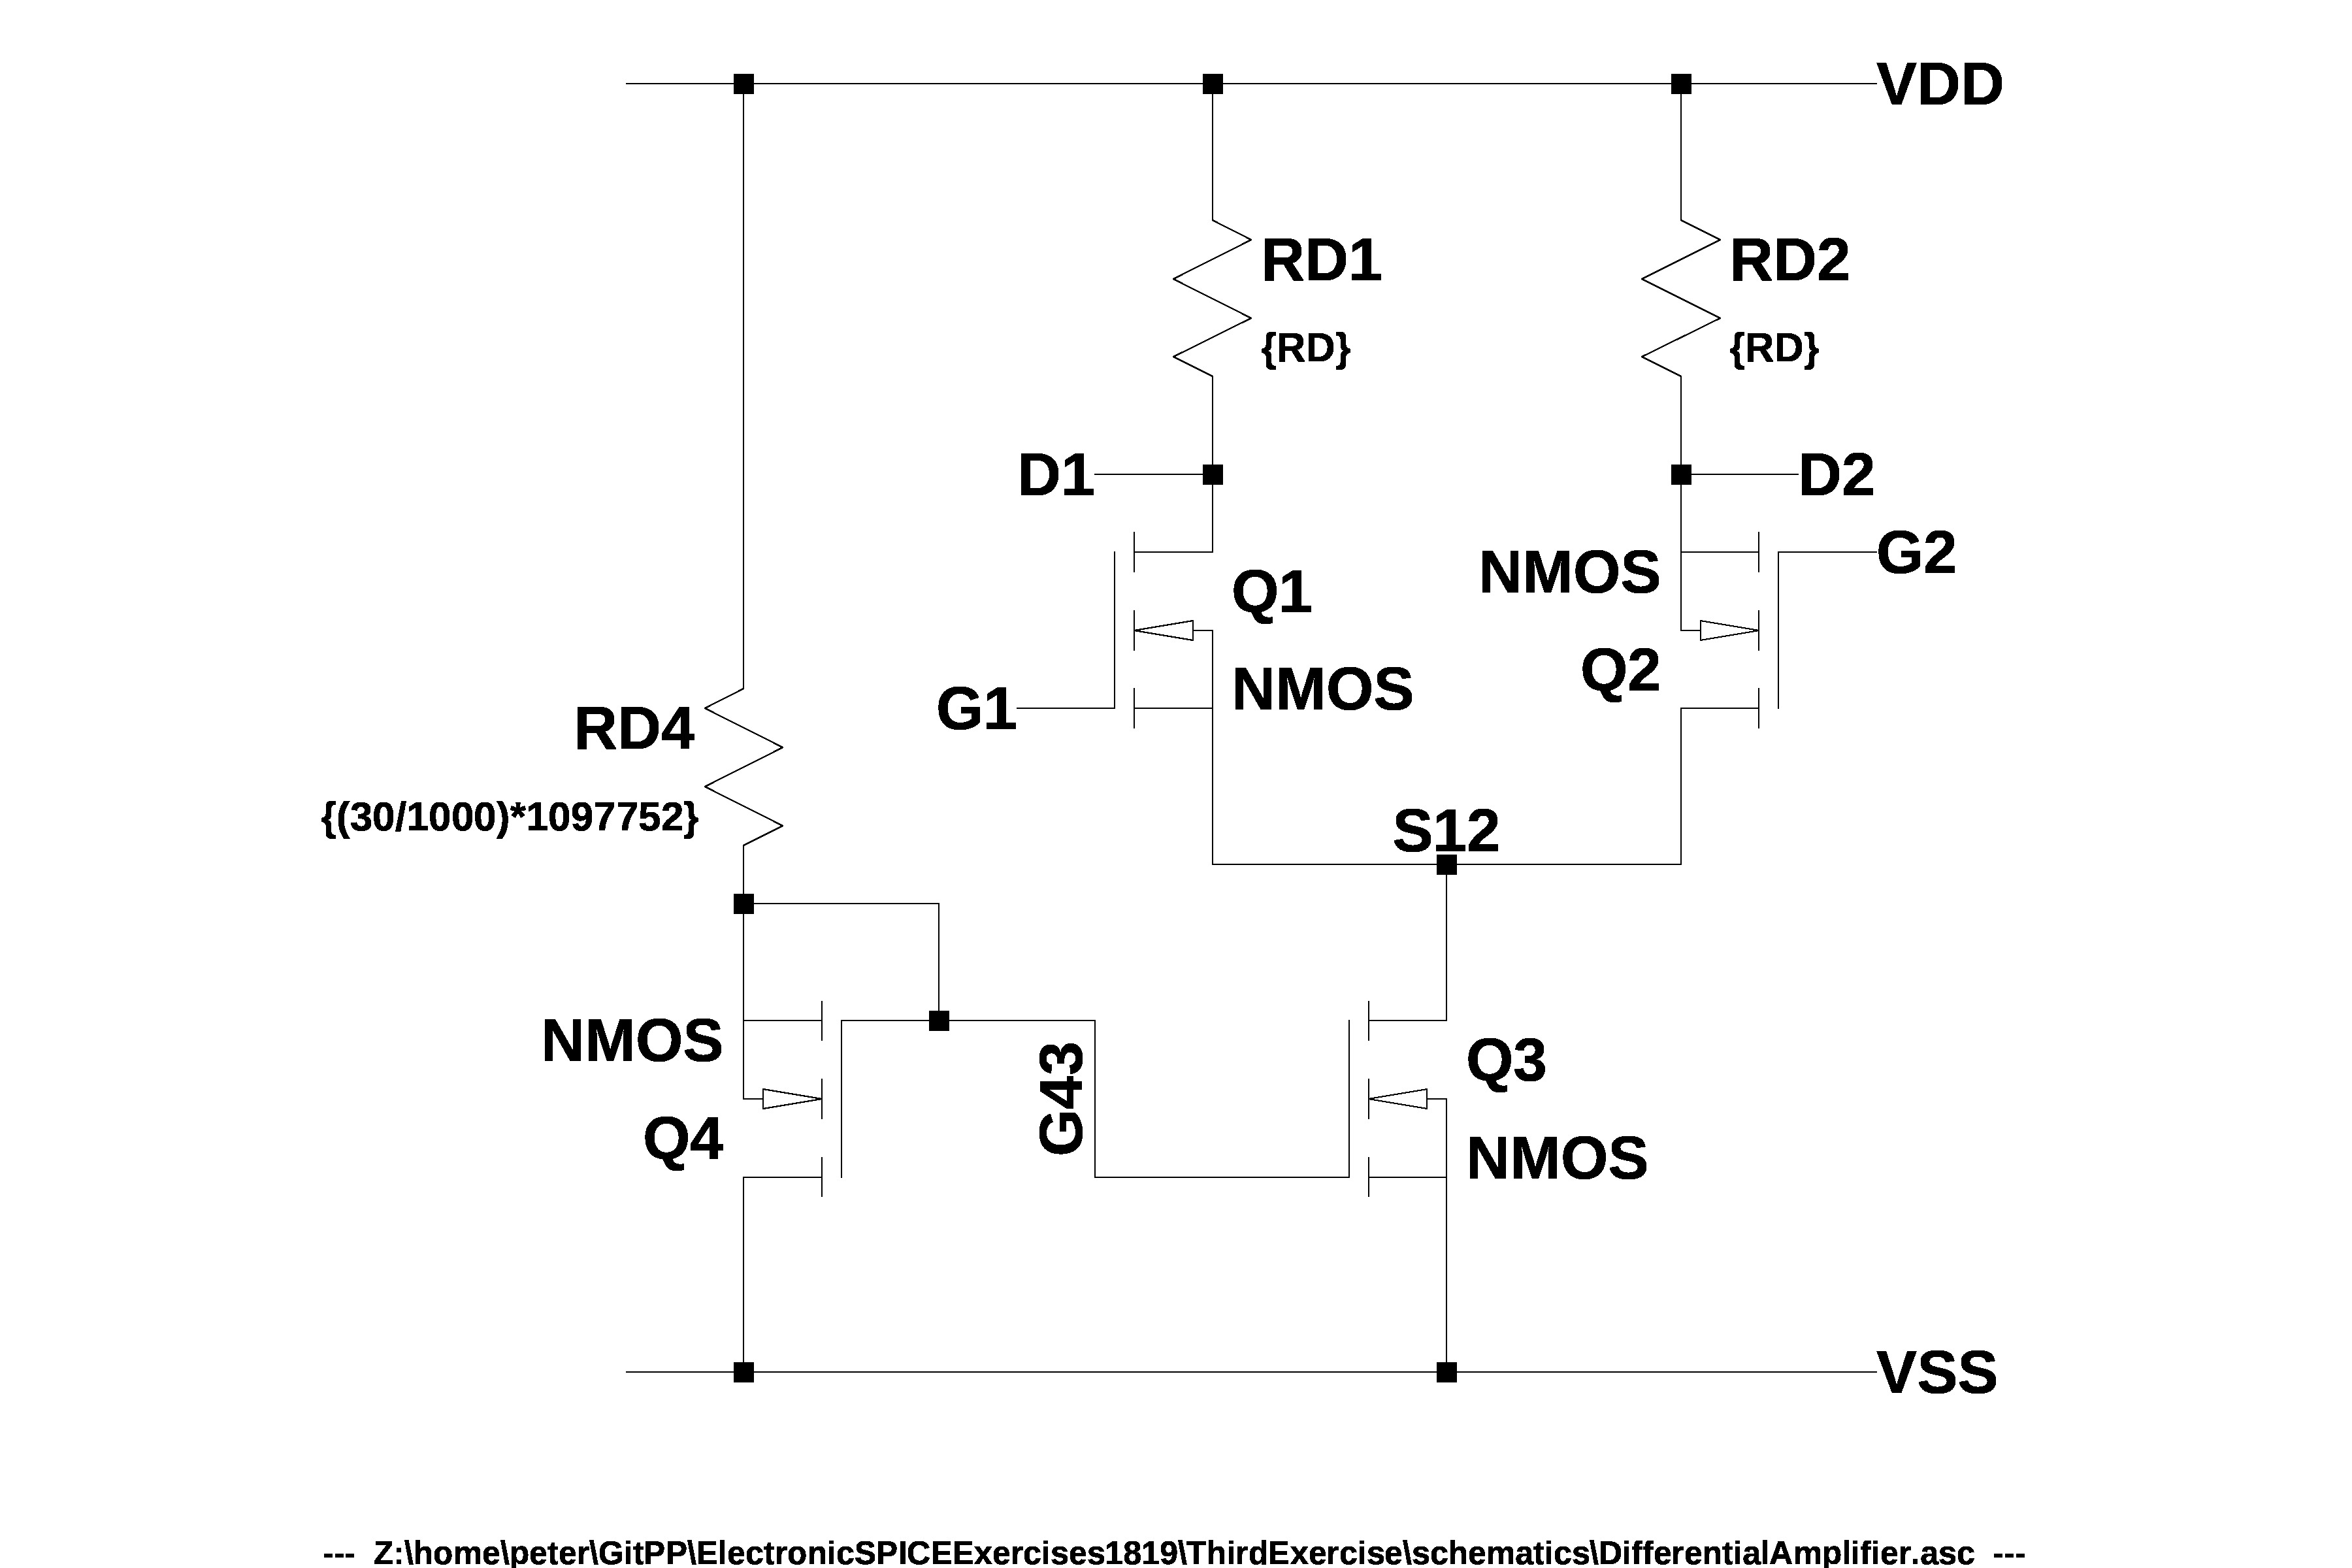 VDD
RD1
{RD}
RD2
{RD}
D1
D2
G2
NMOS
Q1
Q2
NMOS
G1
RD4
{(30/1000)*1097752}
S12
NMOS
Q4
G43
Q3
NMOS
VSS
--- Z:\home\peter\GitPP\ElectronicSPICEExercises1819\ThirdExercise\schematics\DifferentialAmplifier.asc ---